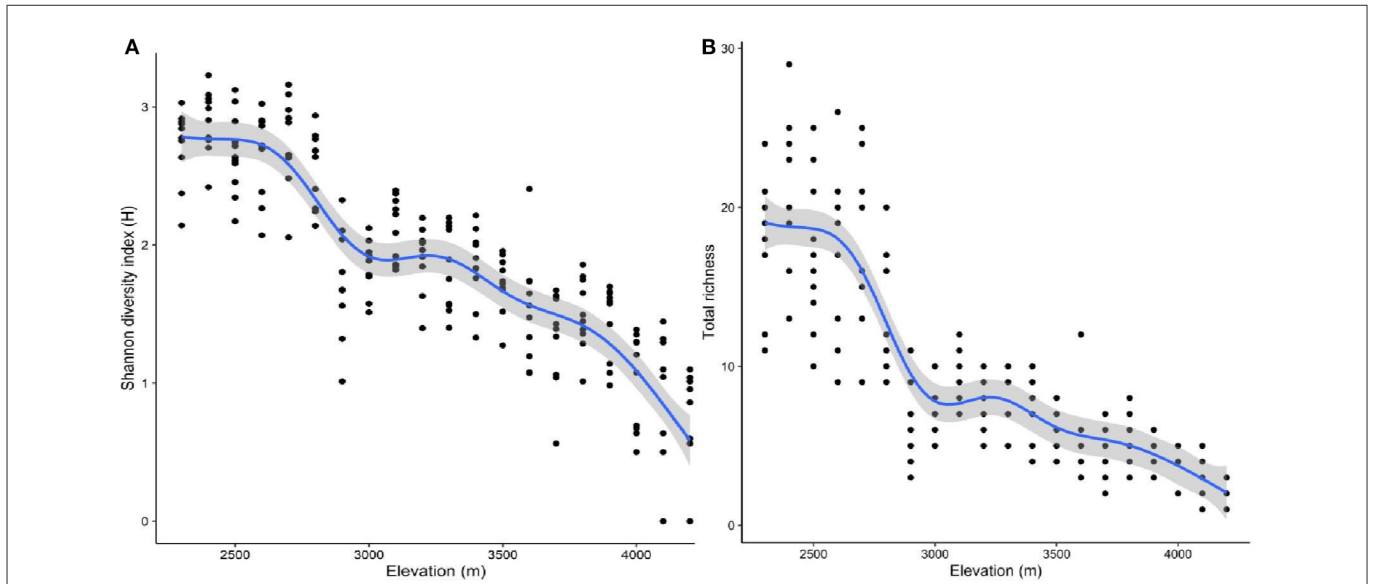 A
Shannon diversity index (H)
3
2
1
0
2500 3000 3500 4000
Elevation (m)
B
Total richness
30
20
10
0
2500 3000 3500 4000
Elevation (m)